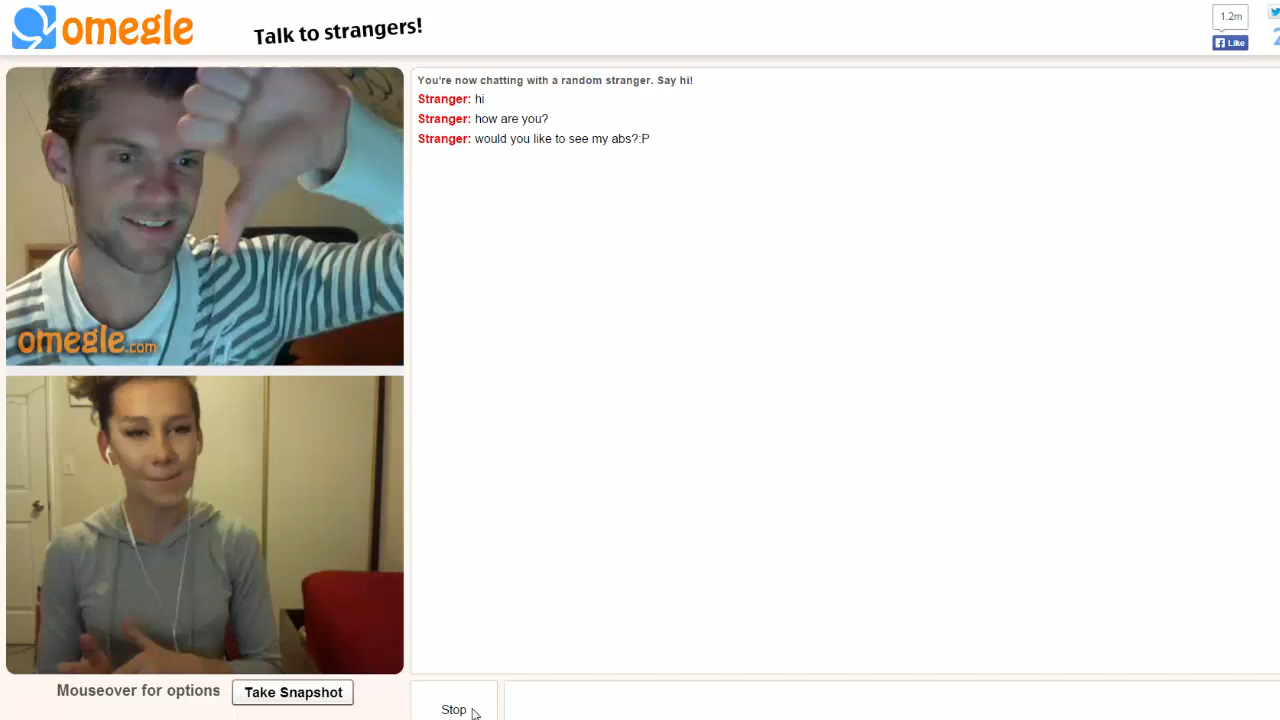 omegle
Talk to strangers!
1.2m
Like
You're now chatting with a random stranger. Say hi!
Stranger: hi
Stranger: how are you?
Stranger: would you like to see my abs?:P
omegle.com
Mouseover for options
Take Snapshot
Stop